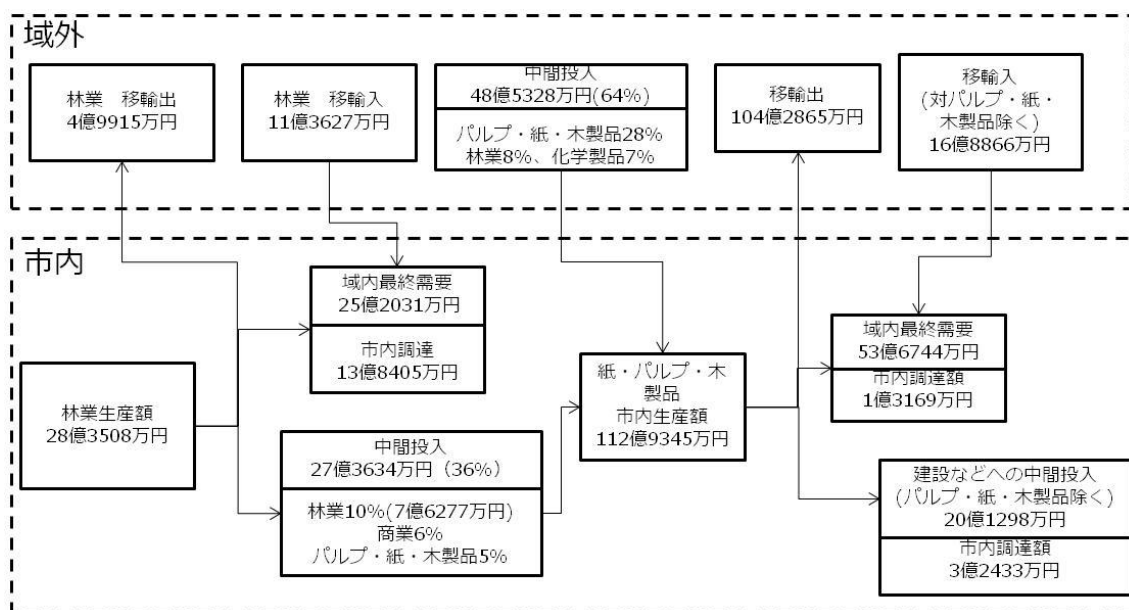 域外
林業　移輸出
4億9915万円
林業　移輸入
11億3627万円
中間投入
48億5328万円(64%)
パルプ・紙・木製品28%
林業8%、化学製品7%
移輸出
104億2865万円
移輸入
(対パルプ・紙・
木製品除く)
16億8866万円
市内
林業生産額
28億3508万円
域内最終需要
25億2031万円
市内調達
13億8405万円
中間投入
27億3634万円（36%）
林業10%(7億6277万円)
商業6%
パルプ・紙・木製品5%
紙・パルプ・木
製品
市内生産額
112億9345万円
域内最終需要
53億6744万円
市内調達額
1億3169万円
建設などへの中間投入
(パルプ・紙・木製品除く)
20億1298万円
市内調達額
3億2433万円